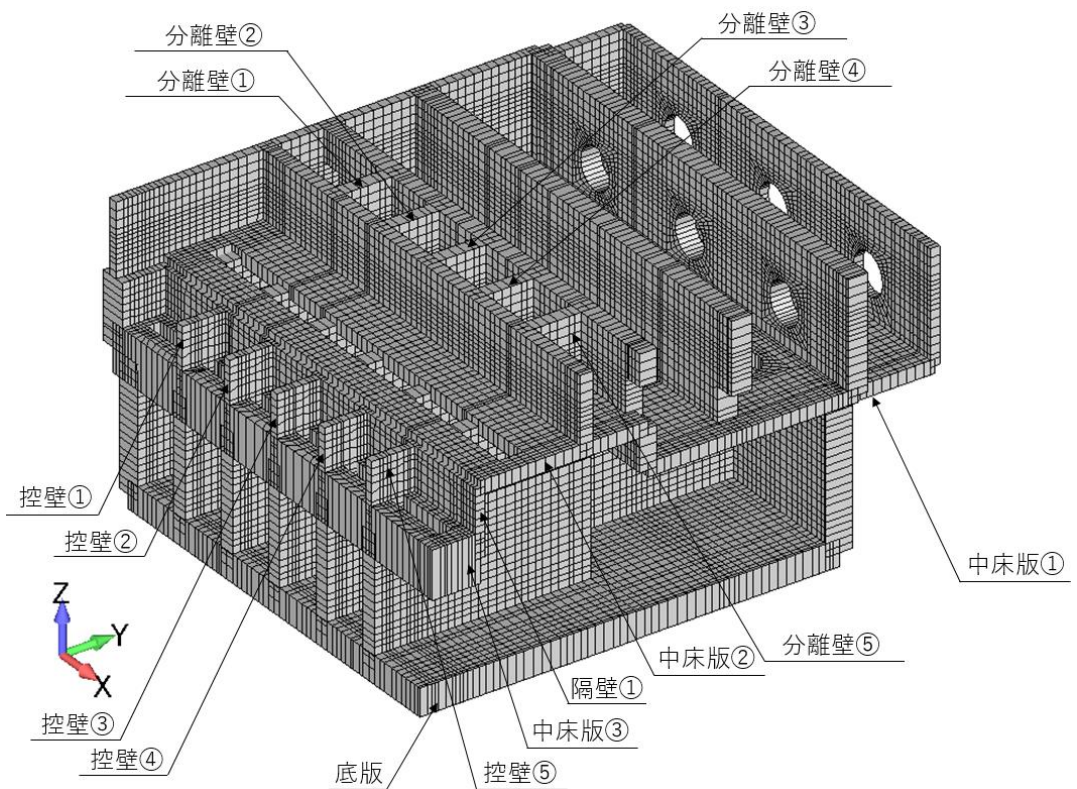 分離壁②
分離壁①
分離壁③
分離壁④
控壁①
控壁②
控壁③
控壁④
底版
控壁⑤
中床版③
隔壁①
中床版②
分離壁⑤
中床版①
Z
Y
X